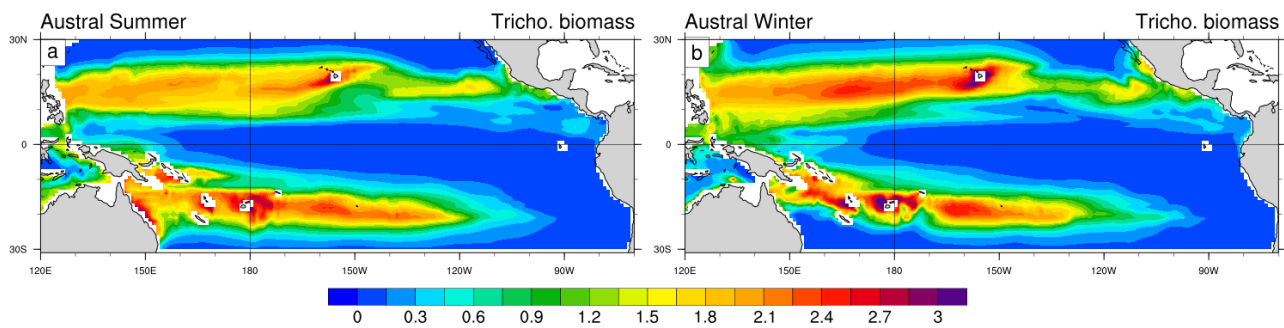 Austral Summer Tricho. biomass
a
30N
0
30S
120E 150E 180 150W 120W 90W
Austral Winter Tricho. biomass
b
30N
0
30S
120E 150E 180 150W 120W 90W
0 0.3 0.6 0.9 1.2 1.5 1.8 2.1 2.4 2.7 3